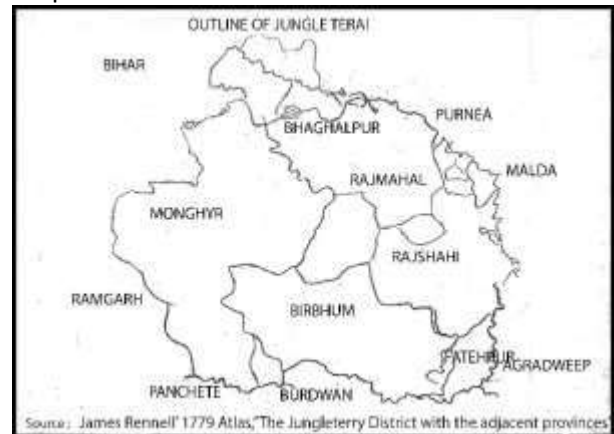 OUTLINE OF JUNGLE TERAI
BIHAR
BHAGHALPUR
PURNEA
MALDA
RAJMAHAL
MONGHYR
RAJSHAHI
RAMGARH
BIRBHUM
FATEHPUR
AGRADWEEP
PANCHETE
BURDWAN
Source: James Rennell' 1779 Atlas,"The Jungleterry District with the adjacent provinces